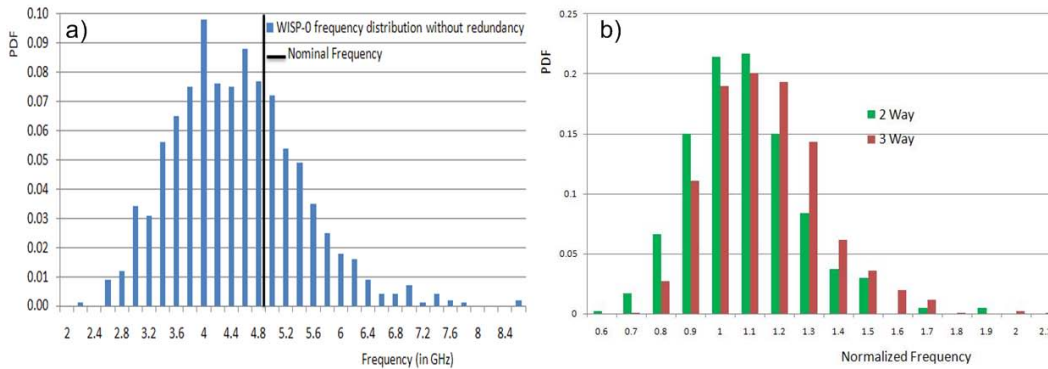 a)
PDF
0.10
0.09
0.08
0.07
0.06
0.05
0.04
0.03
0.02
0.01
0.00
WISP-0 frequency distribution without redundancy
Nominal Frequency
2 2.4 2.8 3.2 3.6 4 4.4 4.8 5.2 5.6 6 6.4 6.8 7.2 7.6 8 8.4
Frequency (in GHz)
b)
PDF
0.25
0.2
0.15
0.1
0.05
0
2 Way
3 Way
0.6 0.7 0.8 0.9 1 1.1 1.2 1.3 1.4 1.5 1.6 1.7 1.8 1.9 2
Normalized Frequency